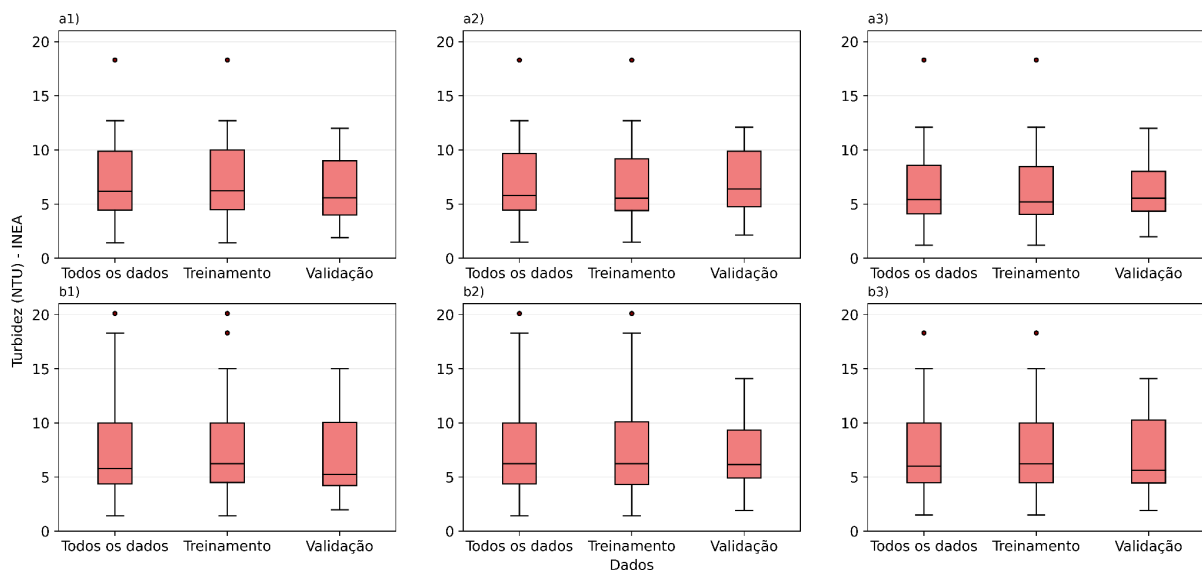 a1)
a2)
a3)
20
15
10
5
0
Todos os dados
Treinamento
Validação
20
15
10
5
0
Todos os dados
Treinamento
Validação
20
15
10
5
0
Todos os dados
Treinamento
Validação
Turbidez (NTU) - INEA
b1)
b2)
b3)
20
15
10
5
0
Todos os dados
Treinamento
Validação
20
15
10
5
0
Todos os dados
Treinamento
Validação
20
15
10
5
0
Todos os dados
Treinamento
Validação
Dados